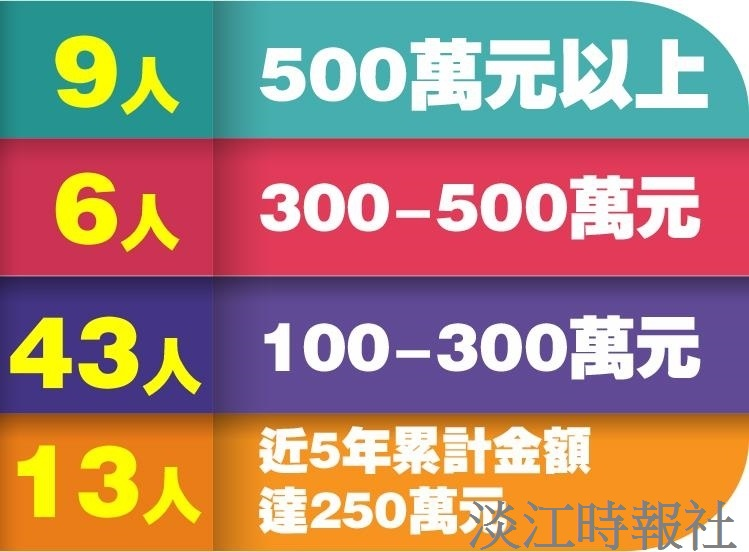 9人 500萬元以上
6人 300-500萬元
43人 100-300萬元
13人 近5年累計金額
達250萬元
淡江時報社